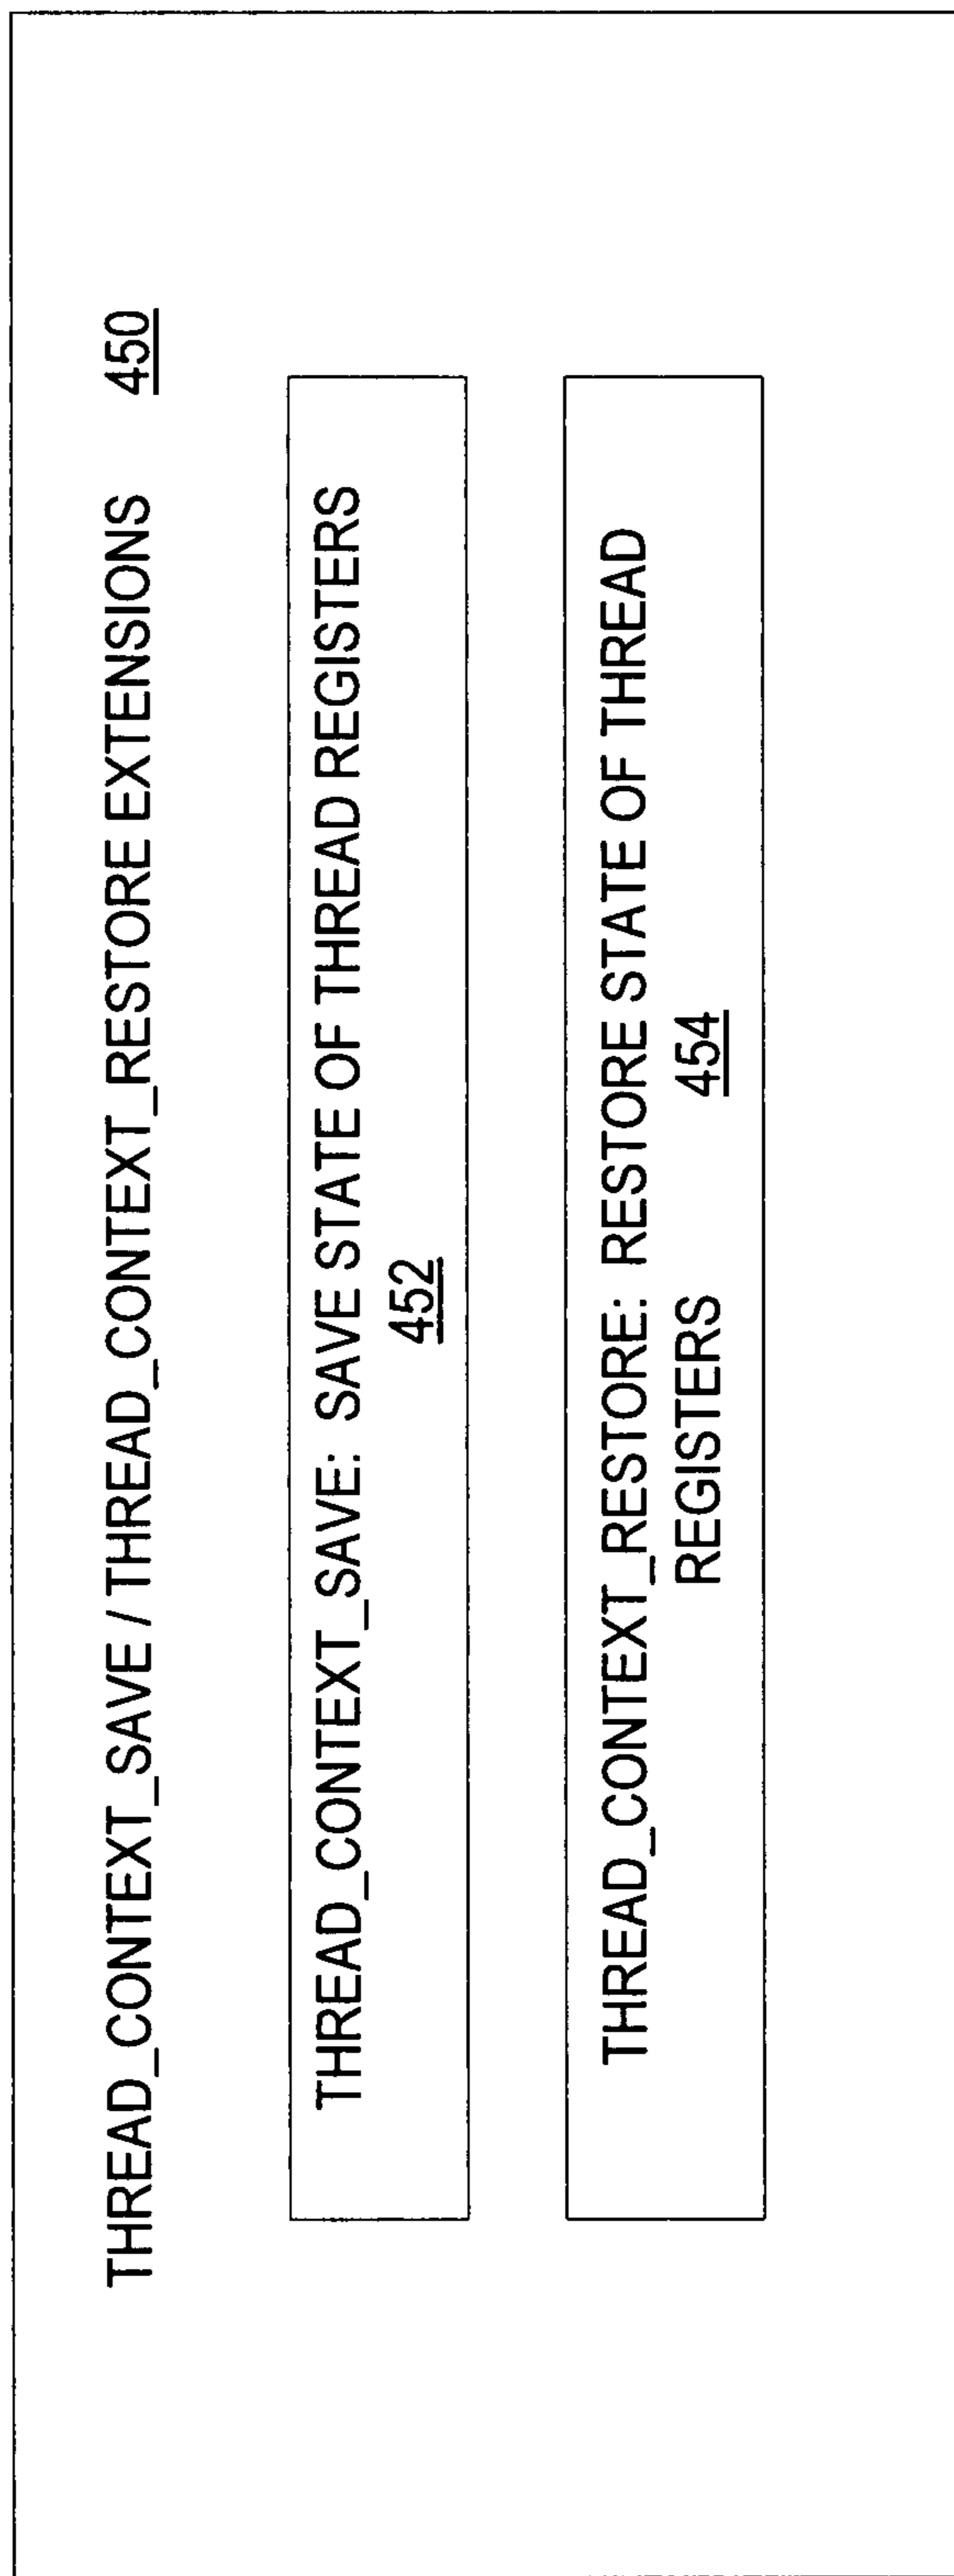 THREAD_CONTEXT_SAVE / THREAD_CONTEXT_RESTORE EXTENSIONS 450
THREAD_CONTEXT_SAVE: SAVE STATE OF THREAD REGISTERS
452
THREAD_CONTEXT_RESTORE: RESTORE STATE OF THREAD
REGISTERS 454